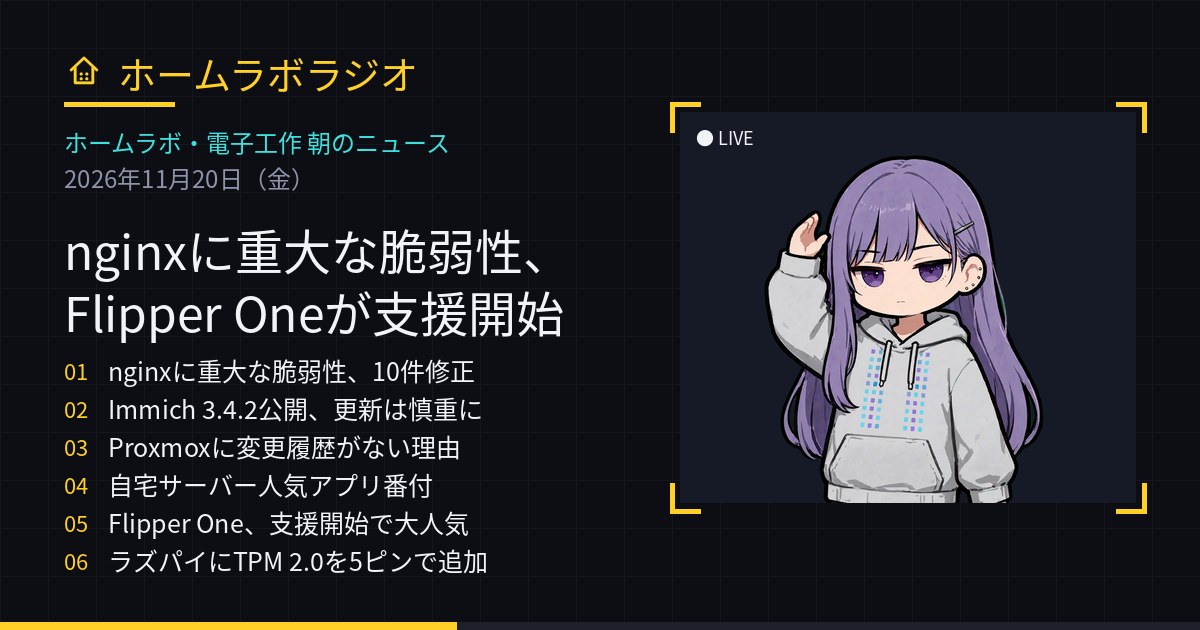 ホームラボラジオ
ホームラボ・電子工作 朝のニュース
2026年11月20日（金）
nginxに重大な脆弱性、
Flipper Oneが支援開始
01 nginxに重大な脆弱性、10件修正
02 Immich 3.4.2公開、更新は慎重に
03 Proxmoxに変更履歴がない理由
04 自宅サーバー人気アプリ番付
05 Flipper One、支援開始で大人気
06 ラズパイにTPM 2.0を5ピンで追加
LIVE